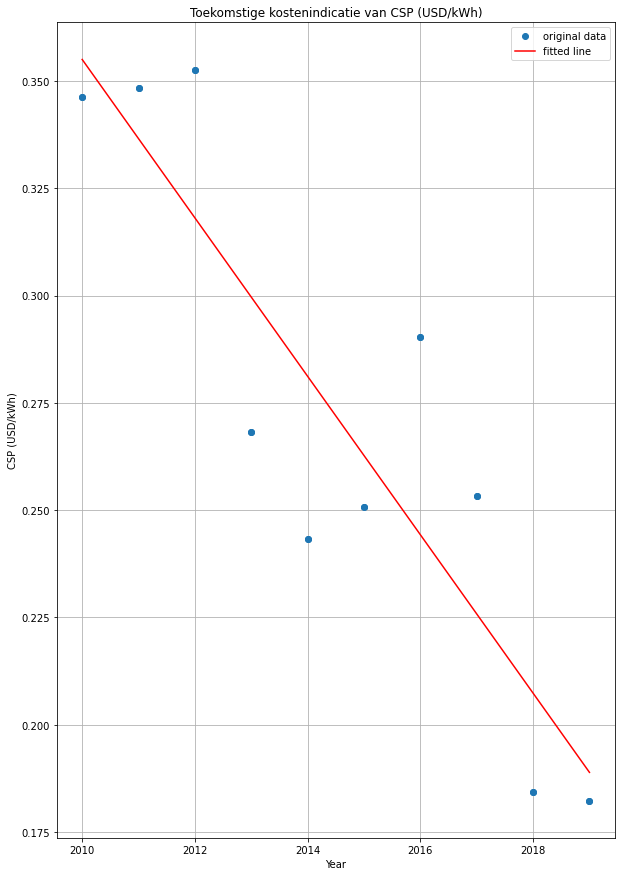 Toekomstige kostenindicatie van CSP (USD/kWh)
original data
fitted line
0.350
0.325
0.300
0.275
0.250
0.225
0.200
0.175
CSP (USD/kWh)
2010 2012 2014 2016 2018
Year